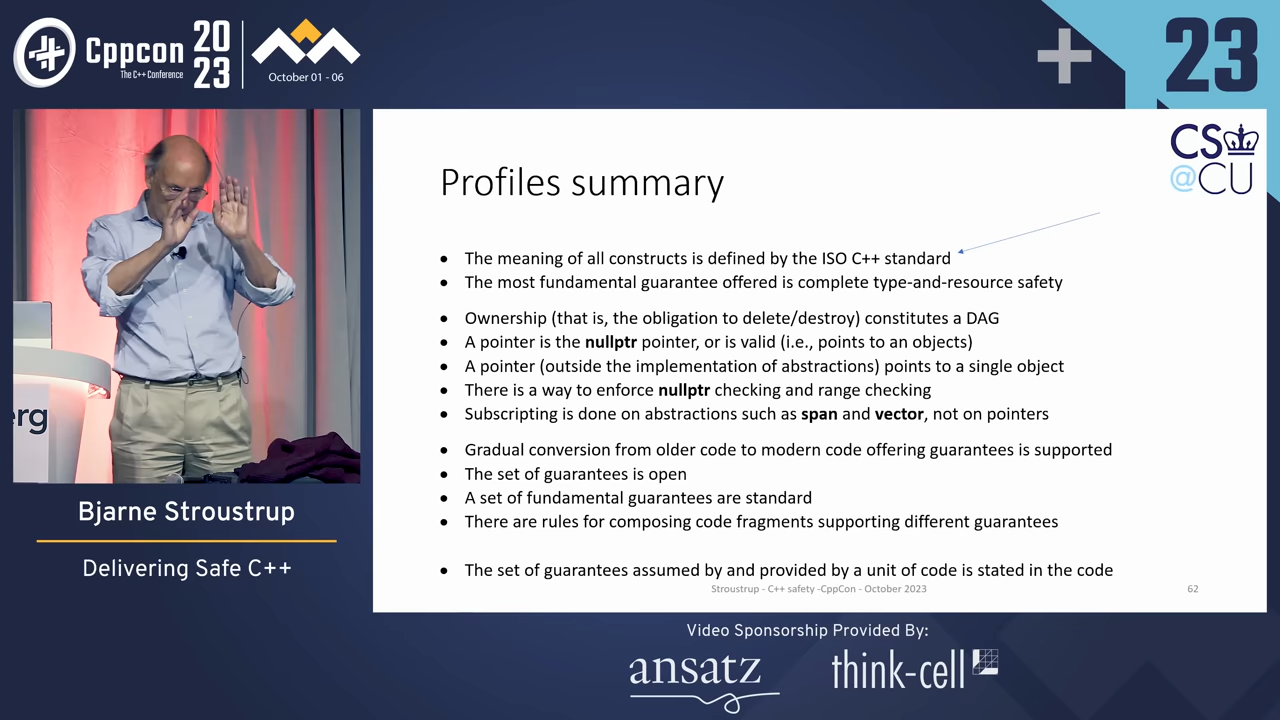 Cppcon
The C++ Conference
20
23
October 01 - 06
23
CS
@CU
erg
Profiles summary
• The meaning of all constructs is defined by the ISO C++ standard
• The most fundamental guarantee offered is complete type-and-resource safety
• Ownership (that is, the obligation to delete/destroy) constitutes a DAG
• A pointer is the nullptr pointer, or is valid (i.e., points to an objects)
• A pointer (outside the implementation of abstractions) points to a single object
• There is a way to enforce nullptr checking and range checking
• Subscripting is done on abstractions such as span and vector, not on pointers
• Gradual conversion from older code to modern code offering guarantees is supported
• The set of guarantees is open
• A set of fundamental guarantees are standard
• There are rules for composing code fragments supporting different guarantees
• The set of guarantees assumed by and provided by a unit of code is stated in the code
Stroustrup - C++ safety -CppCon - October 2023
62
Bjarne Stroustrup
Delivering Safe C++
Video Sponsorship Provided By:
ansatz
think-cell